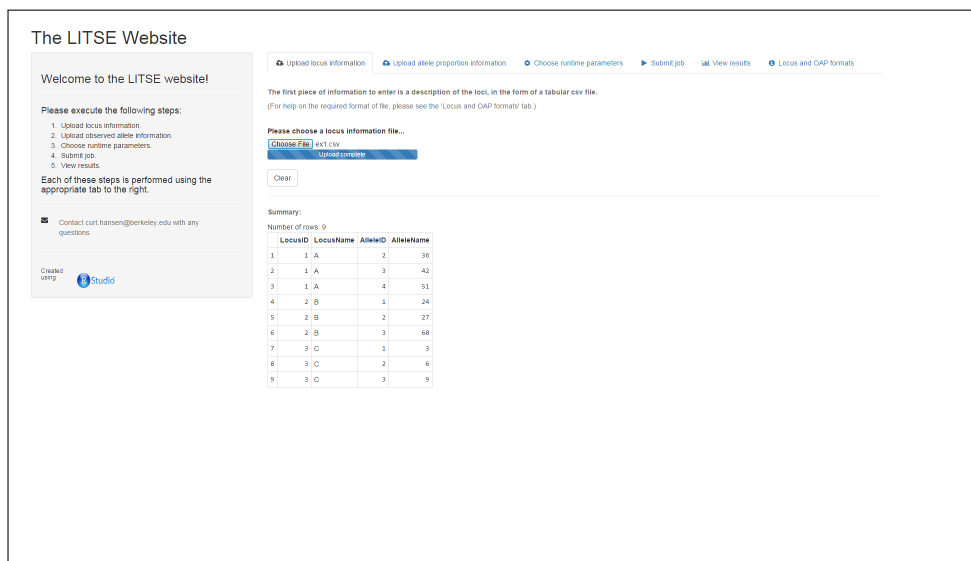 The LITSE Website
Welcome to the LITSE website!
Please execute the following steps:
1. Upload locus information.
2. Upload observed allele information.
3. Choose runtime parameters.
4. Submit job.
5. View results.
Each of these steps is performed using the
appropriate tab to the right.
Contact curt.hansen@berkeley.edu with any
questions.
Created
using
R Studio
Upload locus information Upload allele proportion information Choose runtime parameters Submit job View results Locus and OAP formats
The first piece of information to enter is a description of the loci, in the form of a tabular csv file.
(For help on the required format of file, please see the 'Locus and OAP formats' tab.)
Please choose a locus information file...
Choose File ex1.csv
Upload complete
Clear
Summary:
Number of rows: 9
LocusID LocusName AlleleID AlleleName
1 1 A 2 36
2 1 A 3 42
3 1 A 4 51
4 2 B 1 24
5 2 B 2 27
6 2 B 3 60
7 3 C 1 3
8 3 C 2 6
9 3 C 3 9